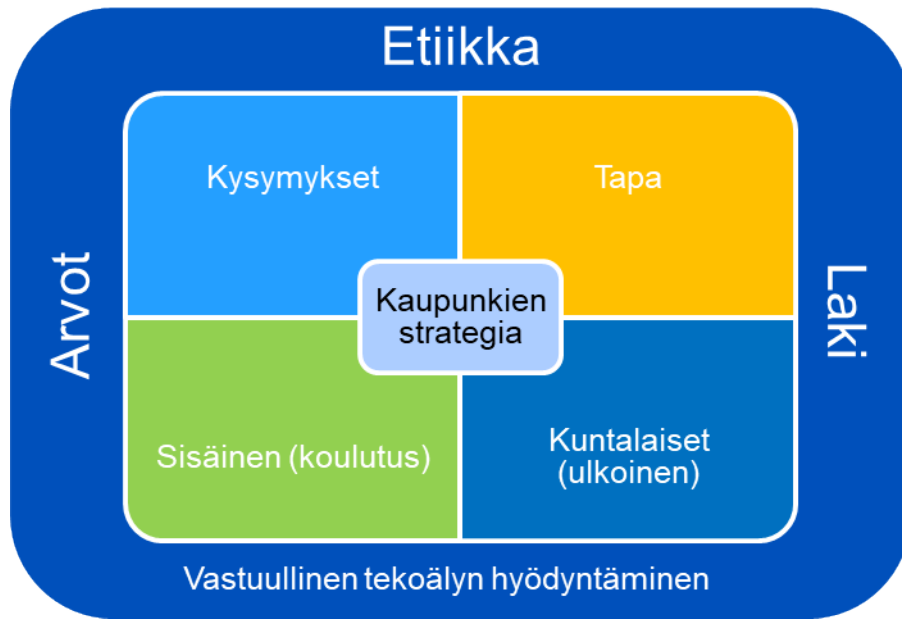 Etiikka
Kysymykset
Tapa
Arvot
Kaupunkien
strategia
Laki
Sisäinen (koulutus)
Kuntalaiset
(ulkoinen)
Vastuullinen tekoälyn hyödyntäminen